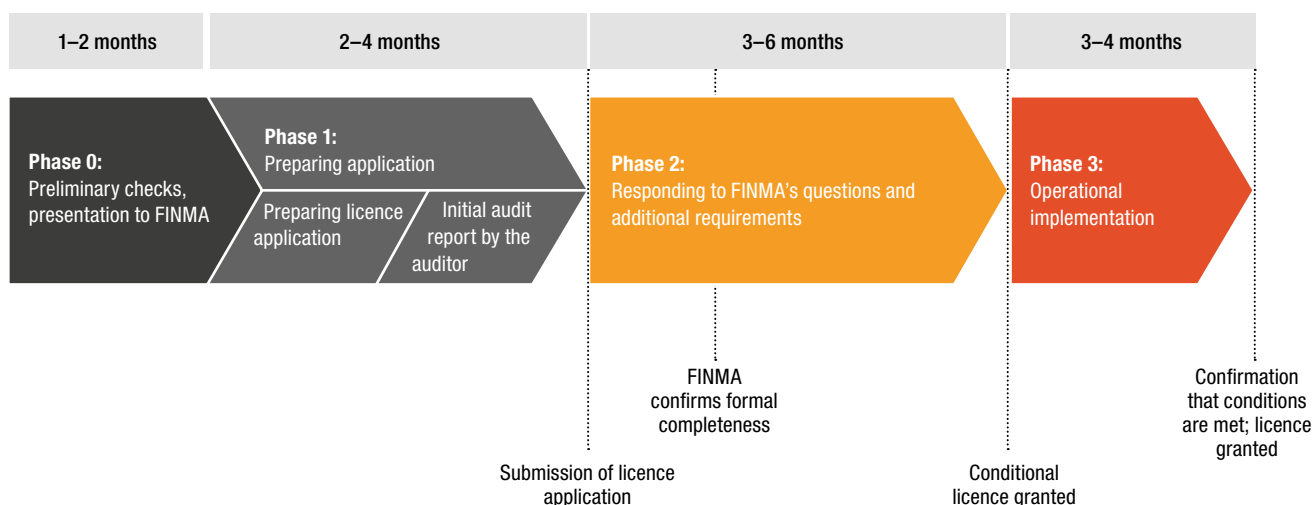 1–2 months
2–4 months
3–6 months
3–4 months
Phase 0:
Preliminary checks,
presentation to FINMA
Phase 1:
Preparing application
Preparing licence
application
Initial audit
report by the
auditor
Phase 2:
Responding to FINMA’s questions and
additional requirements
Phase 3:
Operational
implementation
FINMA
confirms formal
completeness
Confirmation
that conditions
are met; licence
granted
Submission of licence
application
Conditional
licence granted